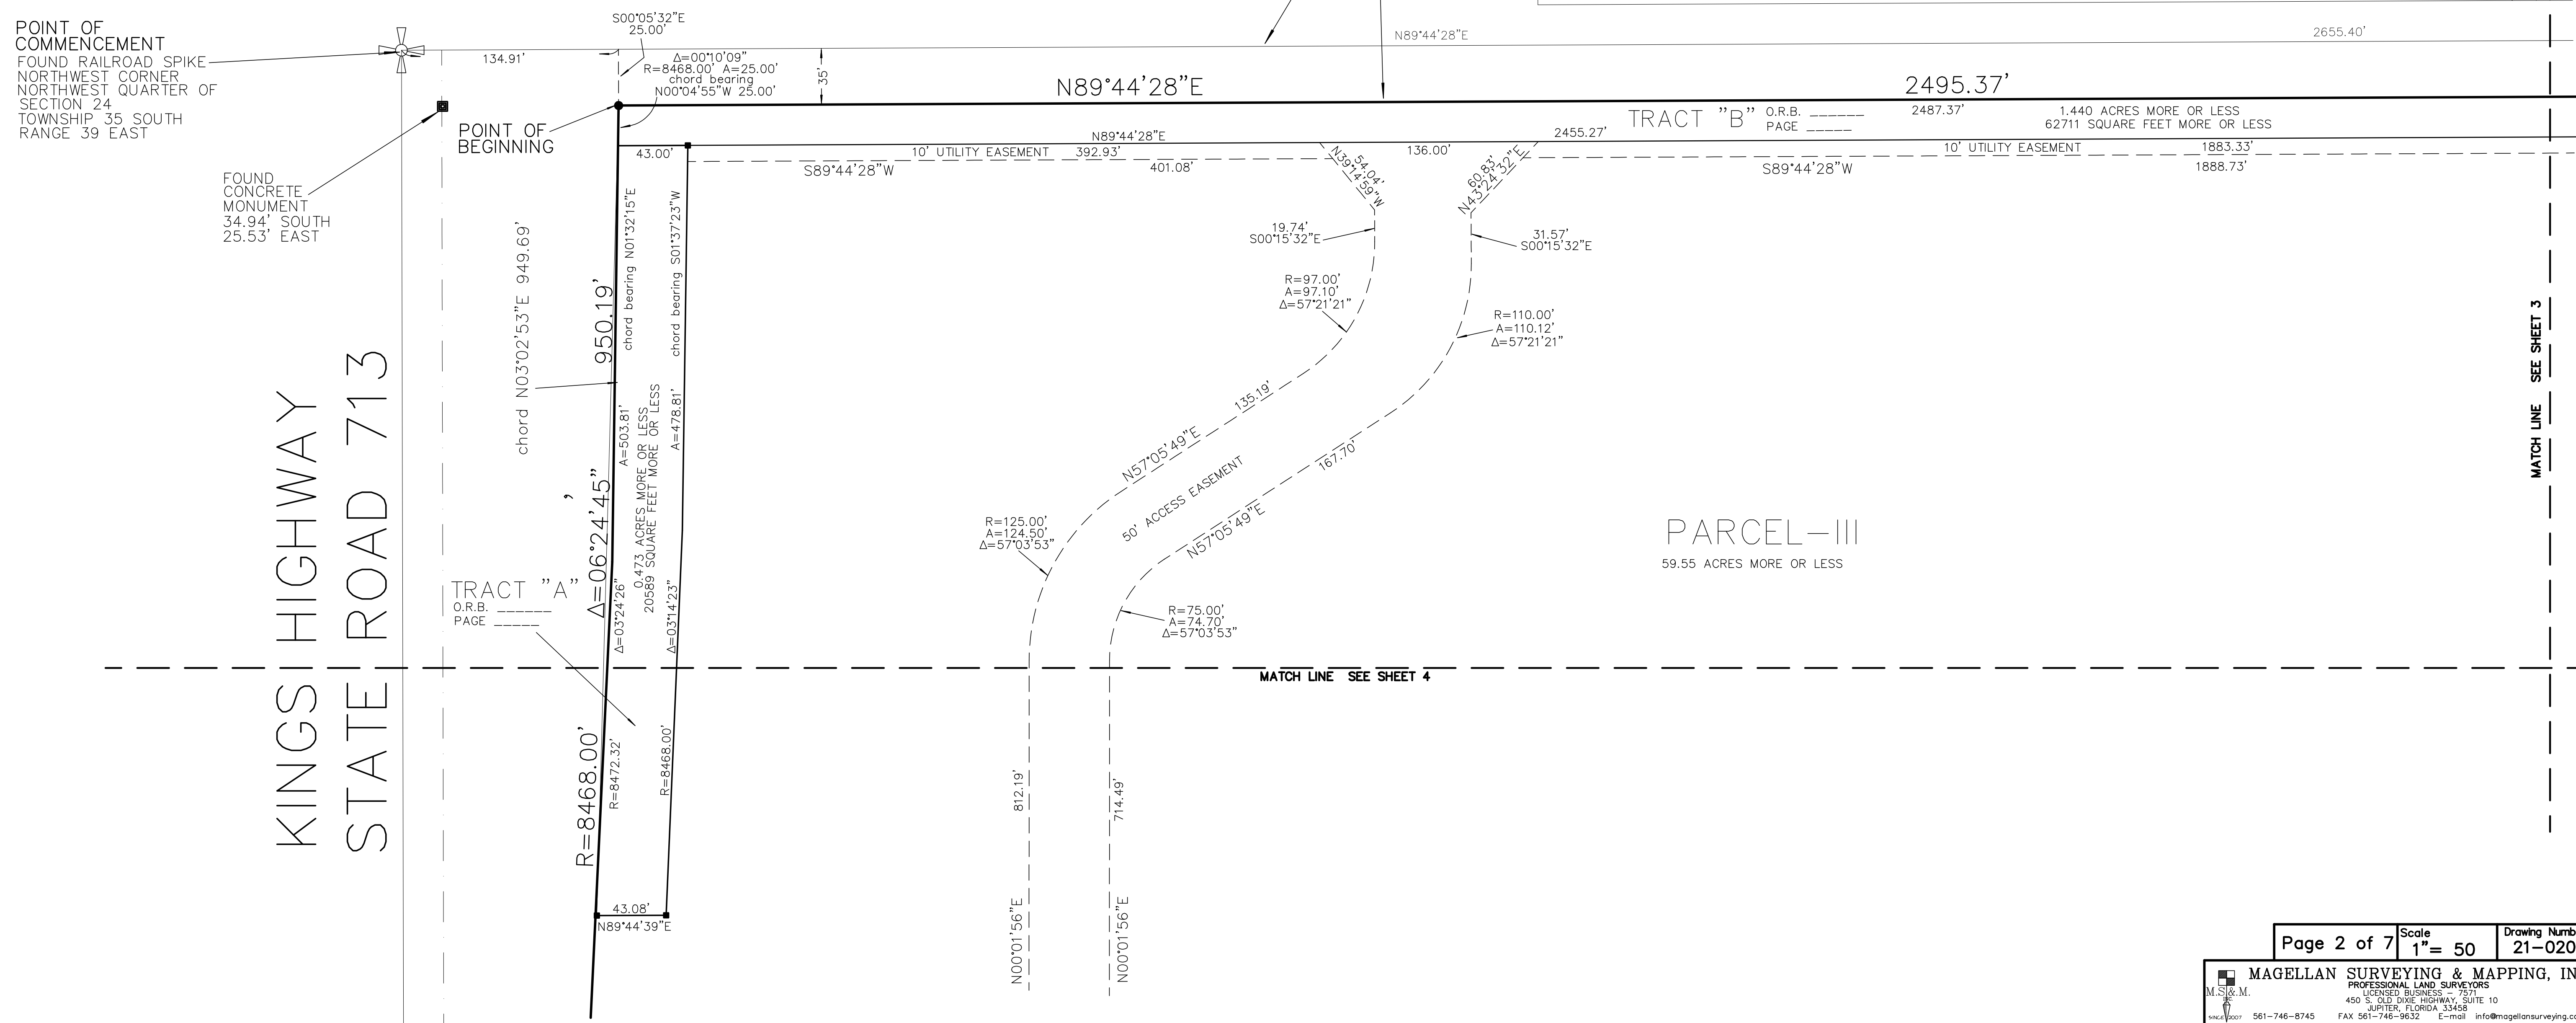 POINT OF
COMMENCEMENT
FOUND RAILROAD SPIKE
NORTHWEST CORNER
NORTHWEST QUARTER OF
SECTION 24
TOWNSHIP 35 SOUTH
RANGE 39 EAST
134.91'
S00°05'32"E
25.00'
Δ=00°10'09"
R=8468.00' A=25.00'
chord bearing
N00°04'55"W 25.00'
35'
N89°44'28"E
2655.40'
N89°44'28"E
2495.37'
POINT OF
BEGINNING
FOUND
CONCRETE
MONUMENT
34.94' SOUTH
25.53' EAST
TRACT "B" O.R.B. ______
PAGE _____
2487.37'
1.440 ACRES MORE OR LESS
62711 SQUARE FEET MORE OR LESS
43.00'
N89°44'28"E
2455.27'
10' UTILITY EASEMENT 392.93'
136.00'
10' UTILITY EASEMENT 1883.33'
S89°44'28"W
401.08'
S89°44'28"W
1888.73'
54.04'
N39°14'59"W
60.83'
N43°24'32"E
19.74'
S00°15'32"E
31.57'
S00°15'32"E
R=97.00'
A=97.10'
Δ=57°21'21"
R=110.00'
A=110.12'
Δ=57°21'21"
135.19'
N57°05'49"E
50' ACCESS EASEMENT
167.70'
N57°05'49"E
R=125.00'
A=124.50'
Δ=57°03'53"
R=75.00'
A=74.70'
Δ=57°03'53"
812.19'
N00°01'56"E
714.49'
N00°01'56"E
PARCEL-III
59.55 ACRES MORE OR LESS
KINGS HIGHWAY
STATE ROAD 713
chord N03°02'53"E 949.69'
R=8468.00' Δ=06°24'45" 950.19'
'
R=8472.32' Δ=03°24'26" A=503.81' chord bearing N01°32'15"E
0.473 ACRES MORE OR LESS
20589 SQUARE FEET MORE OR LESS
R=8468.00' Δ=03°14'23" A=478.81' chord bearing S01°37'23"W
TRACT "A"
O.R.B. ______
PAGE _____
43.08'
N89°44'39"E
MATCH LINE SEE SHEET 4
MATCH LINE SEE SHEET 3
Page 2 of 7
Scale
1"= 50
Drawing Numb
21-020
MAGELLAN SURVEYING & MAPPING, IN
PROFESSIONAL LAND SURVEYORS
LICENSED BUSINESS - 7571
450 S. OLD DIXIE HIGHWAY, SUITE 10
JUPITER, FLORIDA 33458
561-746-8745 FAX 561-746-9632 E-mail info@magellansurveying.co
M.S.&M.
INC.
SINCE 2007